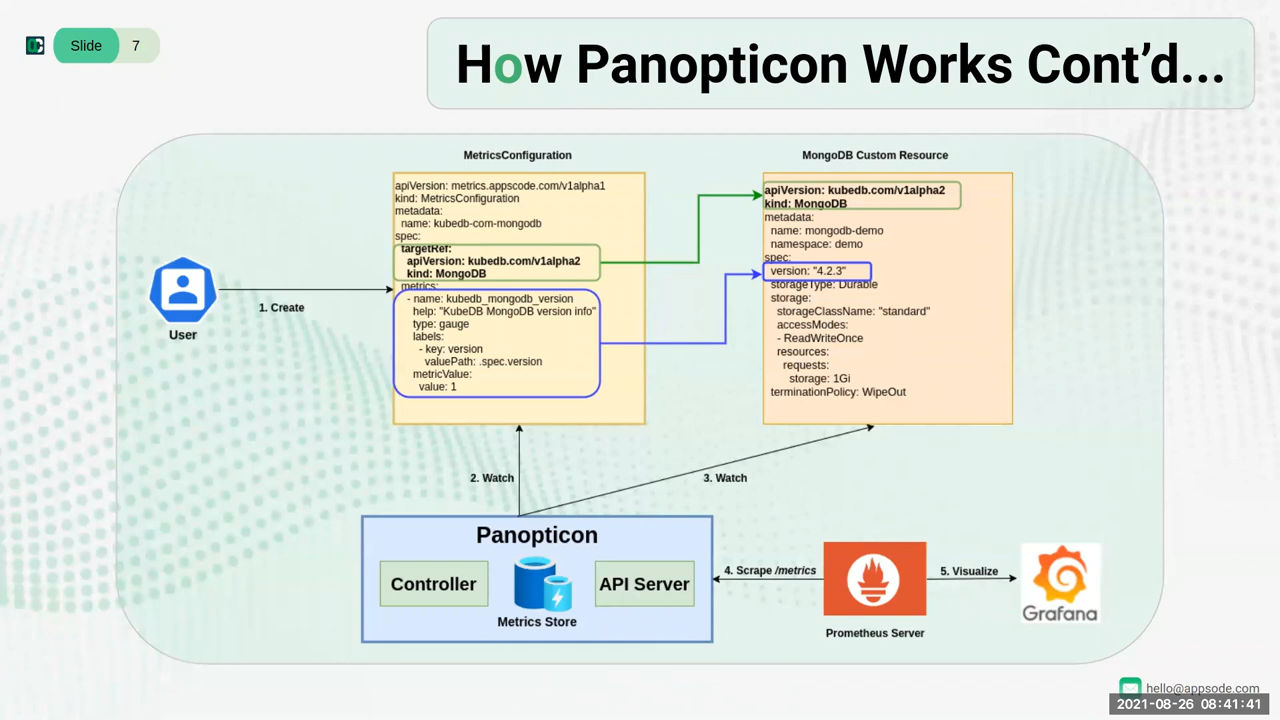 Slide 7
How Panopticon Works Cont’d...
MetricsConfiguration
apiVersion: metrics.appscode.com/v1alpha1
kind: MetricsConfiguration
metadata:
name: kubedb-com-mongodb
spec:
targetRef:
apiVersion: kubedb.com/v1alpha2
kind: MongoDB
metrics:
- name: kubedb_mongodb_version
help: "KubeDB MongoDB version info"
type: gauge
labels:
- key: version
valuePath: .spec.version
metricValue:
value: 1
MongoDB Custom Resource
apiVersion: kubedb.com/v1alpha2
kind: MongoDB
metadata:
name: mongodb-demo
namespace: demo
spec:
version: "4.2.3"
storageType: Durable
storage:
storageClassName: "standard"
accessModes:
- ReadWriteOnce
resources:
requests:
storage: 1Gi
terminationPolicy: WipeOut
1. Create
User
2. Watch
3. Watch
Panopticon
Controller
Metrics Store
API Server
4. Scrape /metrics
Prometheus Server
5. Visualize
Grafana
hello@appsode.com
2021-08-26 08:41:41